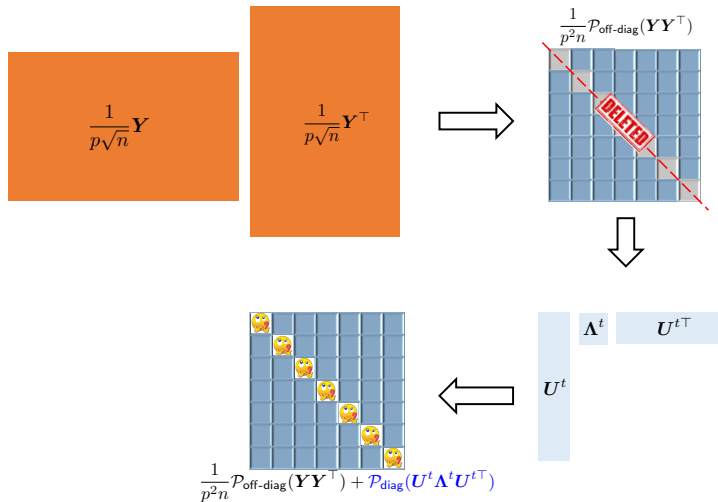 $\frac{1}{p\sqrt{n}} \boldsymbol{Y}$
$\frac{1}{p\sqrt{n}} \boldsymbol{Y}^\top$
$\frac{1}{p^2 n} \mathcal{P}_{\text{off-diag}}(\boldsymbol{Y}\boldsymbol{Y}^\top)$
DELETED
$\boldsymbol{U}^t$
$\boldsymbol{\Lambda}^t$
$\boldsymbol{U}^{t\top}$
$\frac{1}{p^2 n} \mathcal{P}_{\text{off-diag}}(\boldsymbol{Y}\boldsymbol{Y}^\top) + \mathcal{P}_{\text{diag}}(\boldsymbol{U}^t \boldsymbol{\Lambda}^t \boldsymbol{U}^{t\top})$